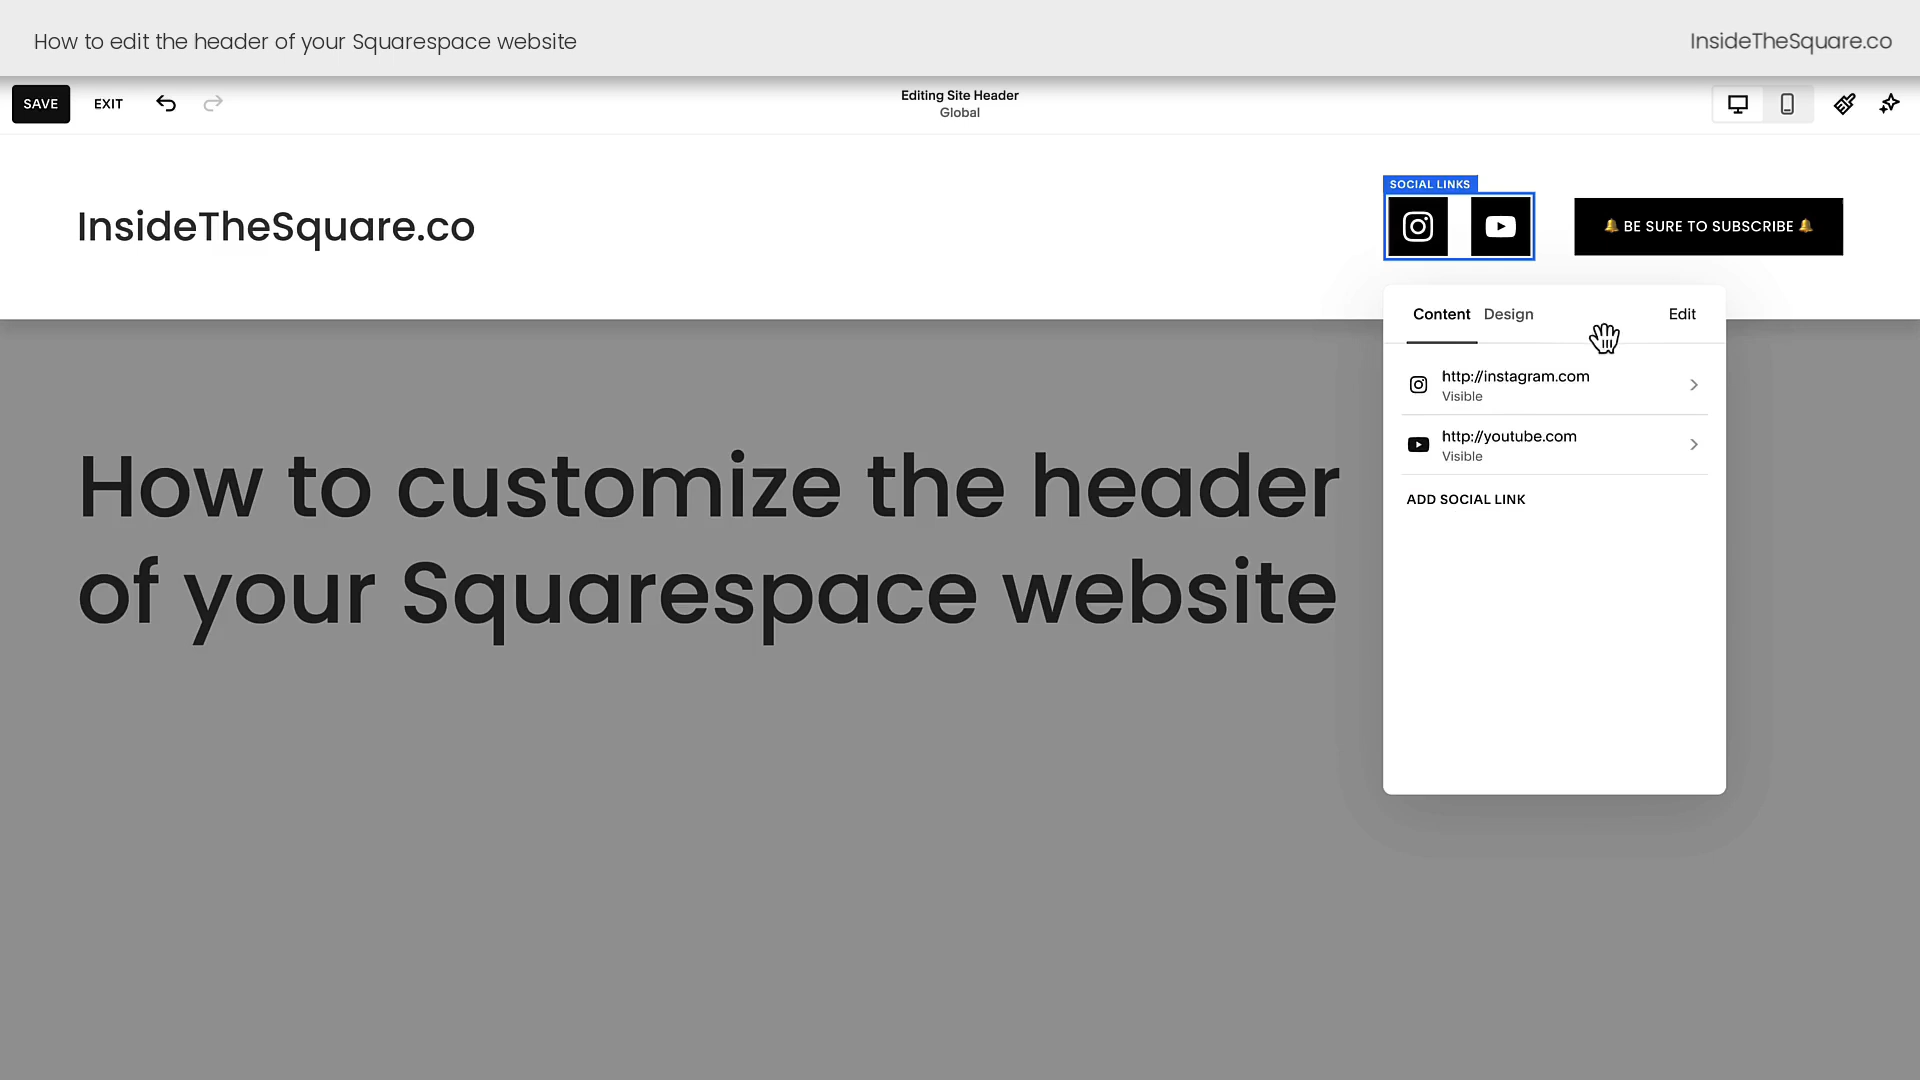 How to edit the header of your Squarespace website
InsideTheSquare.co
SAVE
EXIT
Editing Site Header
Global
InsideTheSquare.co
SOCIAL LINKS
🔔 BE SURE TO SUBSCRIBE 🔔
Content
Design
Edit
http://instagram.com
Visible
http://youtube.com
Visible
ADD SOCIAL LINK
How to customize the header
of your Squarespace website